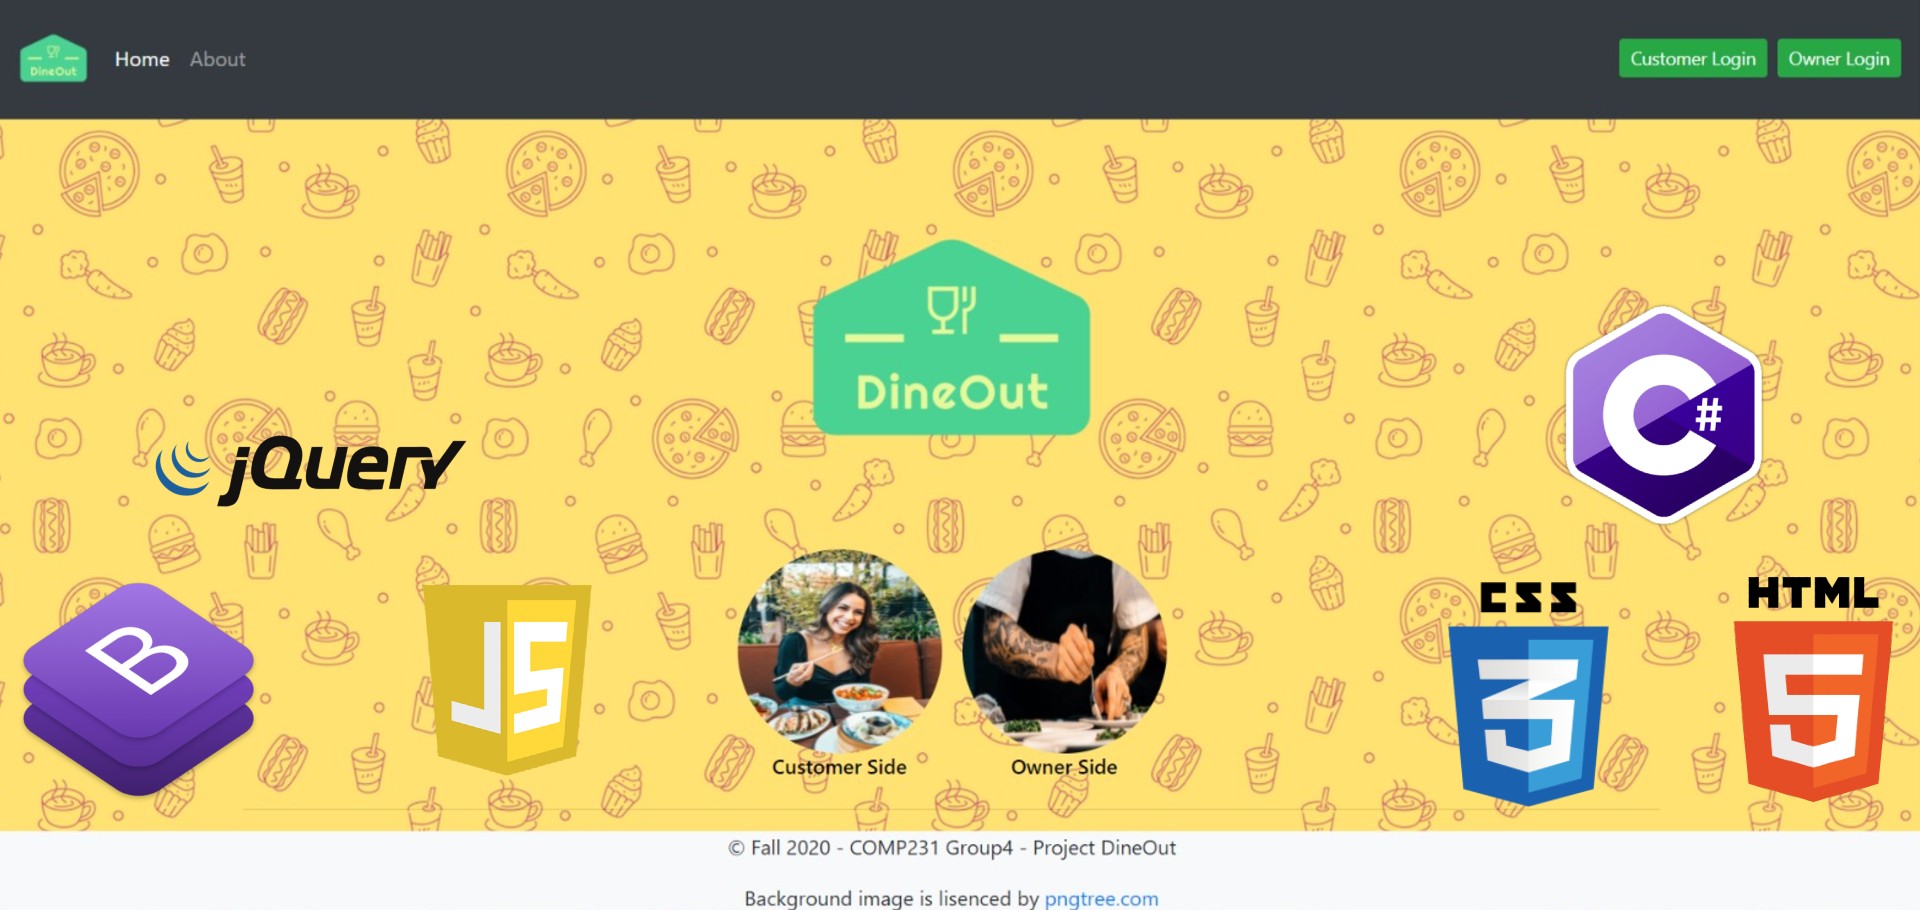 DineOut
Home
About
Customer Login
Owner Login
DineOut
jQuery
C#
B
JS
CSS
3
HTML
5
Customer Side
Owner Side
© Fall 2020 - COMP231 Group4 - Project DineOut
Background image is lisenced by pngtree.com